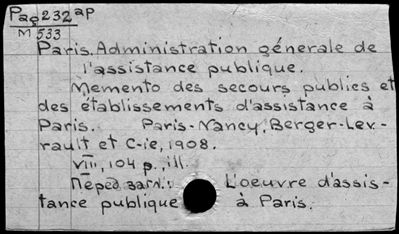 Pag 232 ap
M 533
Paris. Administration génerale de
l'assistance publique.
Memento des secours publics et
des établissements d'assistance à
Paris. Paris-Nancy, Berger-Lev-
rault et C-ie, 1908.
VIII, 104 p., ill.
Перед загл.: L'oeuvre d'assis-
tance publique à Paris.